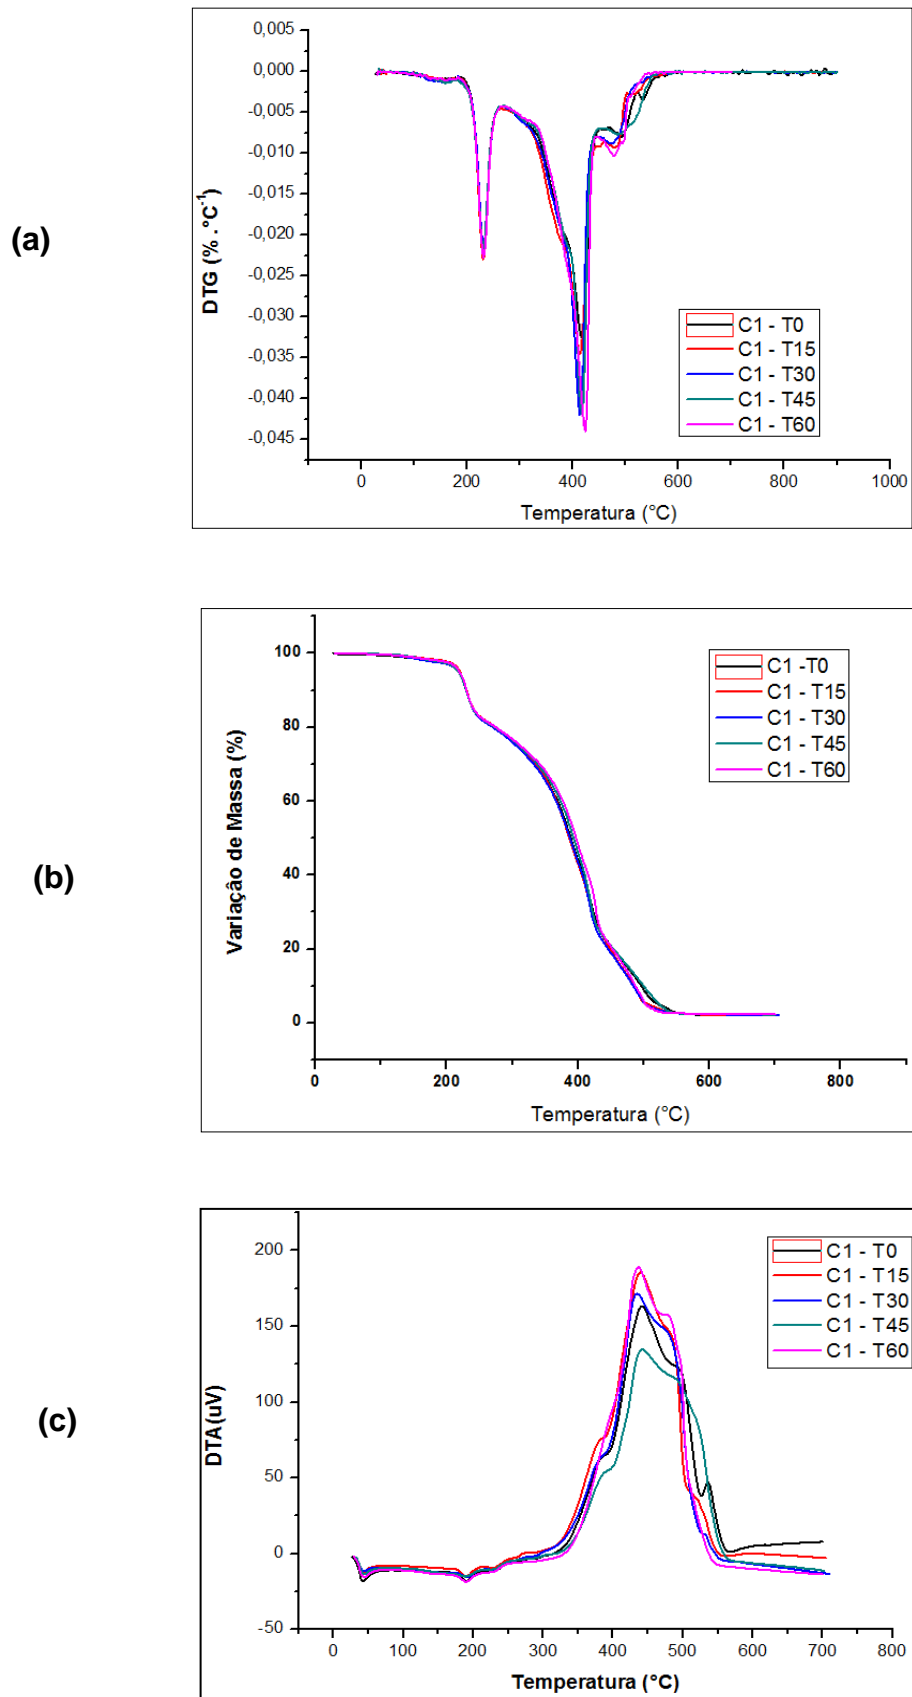 (a)
DTG (% . °C⁻¹)
0,005
0,000
-0,005
-0,010
-0,015
-0,020
-0,025
-0,030
-0,035
-0,040
-0,045
0 200 400 600 800 1000
Temperatura (°C)
C1 - T0
C1 - T15
C1 - T30
C1 - T45
C1 - T60
(b)
Variação de Massa (%)
100
80
60
40
20
0
0 200 400 600 800
Temperatura (°C)
C1 -T0
C1 - T15
C1 - T30
C1 - T45
C1 - T60
(c)
DTA(uV)
200
150
100
50
0
-50
0 100 200 300 400 500 600 700 800
Temperatura (°C)
C1 - T0
C1 - T15
C1 - T30
C1 - T45
C1 - T60